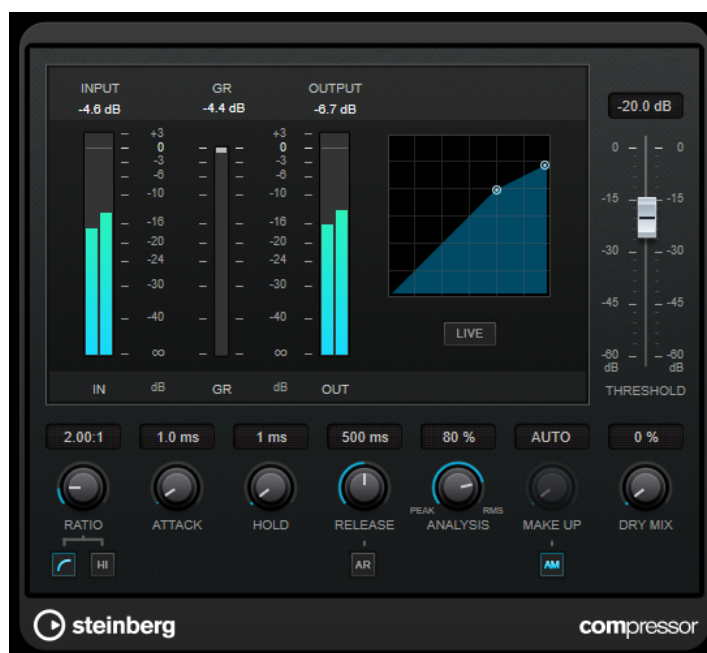 INPUT GR OUTPUT
-4.6 dB -4.4 dB -6.7 dB
-20.0 dB
+3 +3
0 0
-3 -3
-6 -6
-10 -10
-16 -16
-20 -20
-24 -24
-30 -30
-40 -40
∞ ∞
IN dB GR dB OUT
LIVE
0 0
-15 -15
-30 -30
-45 -45
-60 -60
dB dB
THRESHOLD
2.00:1 1.0 ms 1 ms 500 ms 80 % AUTO 0 %
PEAK RMS
RATIO ATTACK HOLD RELEASE ANALYSIS MAKE UP DRY MIX
HI AR AM
steinberg compressor